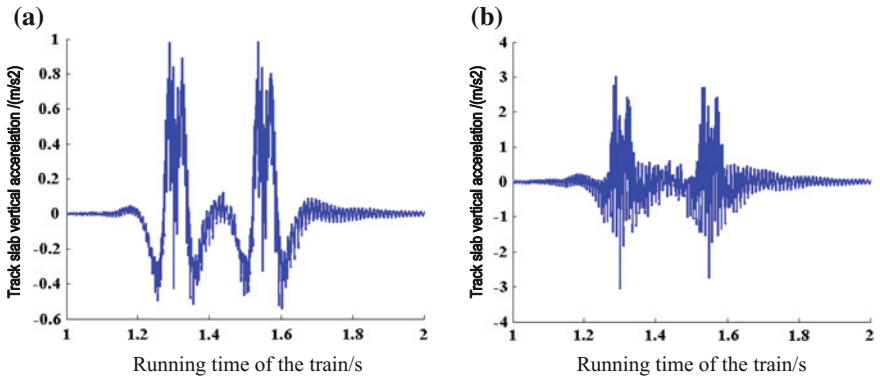 (a)
Track slab vertical accerelation /(m/s2)
1
0.8
0.6
0.4
0.2
0
-0.2
-0.4
-0.6
1 1.2 1.4 1.6 1.8 2
Running time of the train/s
(b)
Track slab vertical accerelation /(m/s2)
4
3
2
1
0
-1
-2
-3
-4
1 1.2 1.4 1.6 1.8 2
Running time of the train/s